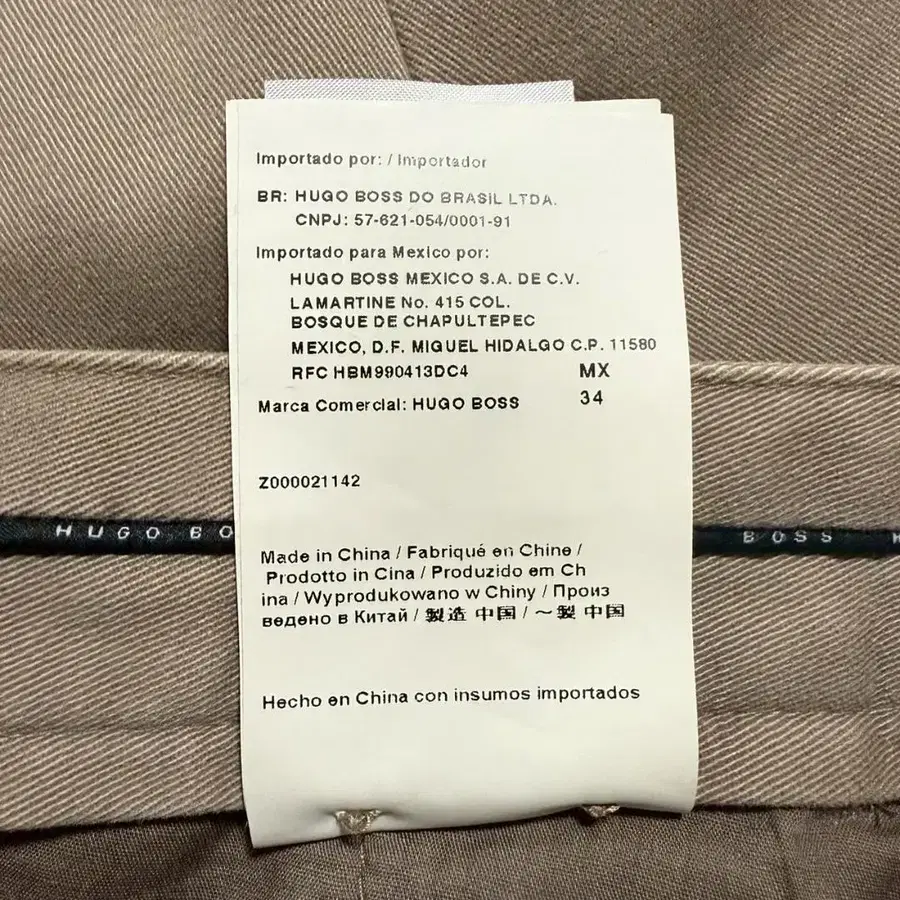 Importado por: / Importador
BR: HUGO BOSS DO BRASIL LTDA.
CNPJ: 57-621-054/0001-91
Importado para Mexico por:
HUGO BOSS MEXICO S.A. DE C.V.
LAMARTINE No. 415 COL.
BOSQUE DE CHAPULTEPEC
MEXICO, D.F. MIGUEL HIDALGO C.P. 11580
RFC HBM990413DC4 MX
Marca Comercial: HUGO BOSS 34
Z000021142
HUGO BO
BOSS
Made in China / Fabriqué en Chine /
Prodotto in Cina / Produzido em Ch
ina / Wyprodukowano w Chiny / Произ
ведено в Китай / 製造 中国 / ～製 中国
Hecho en China con insumos importados